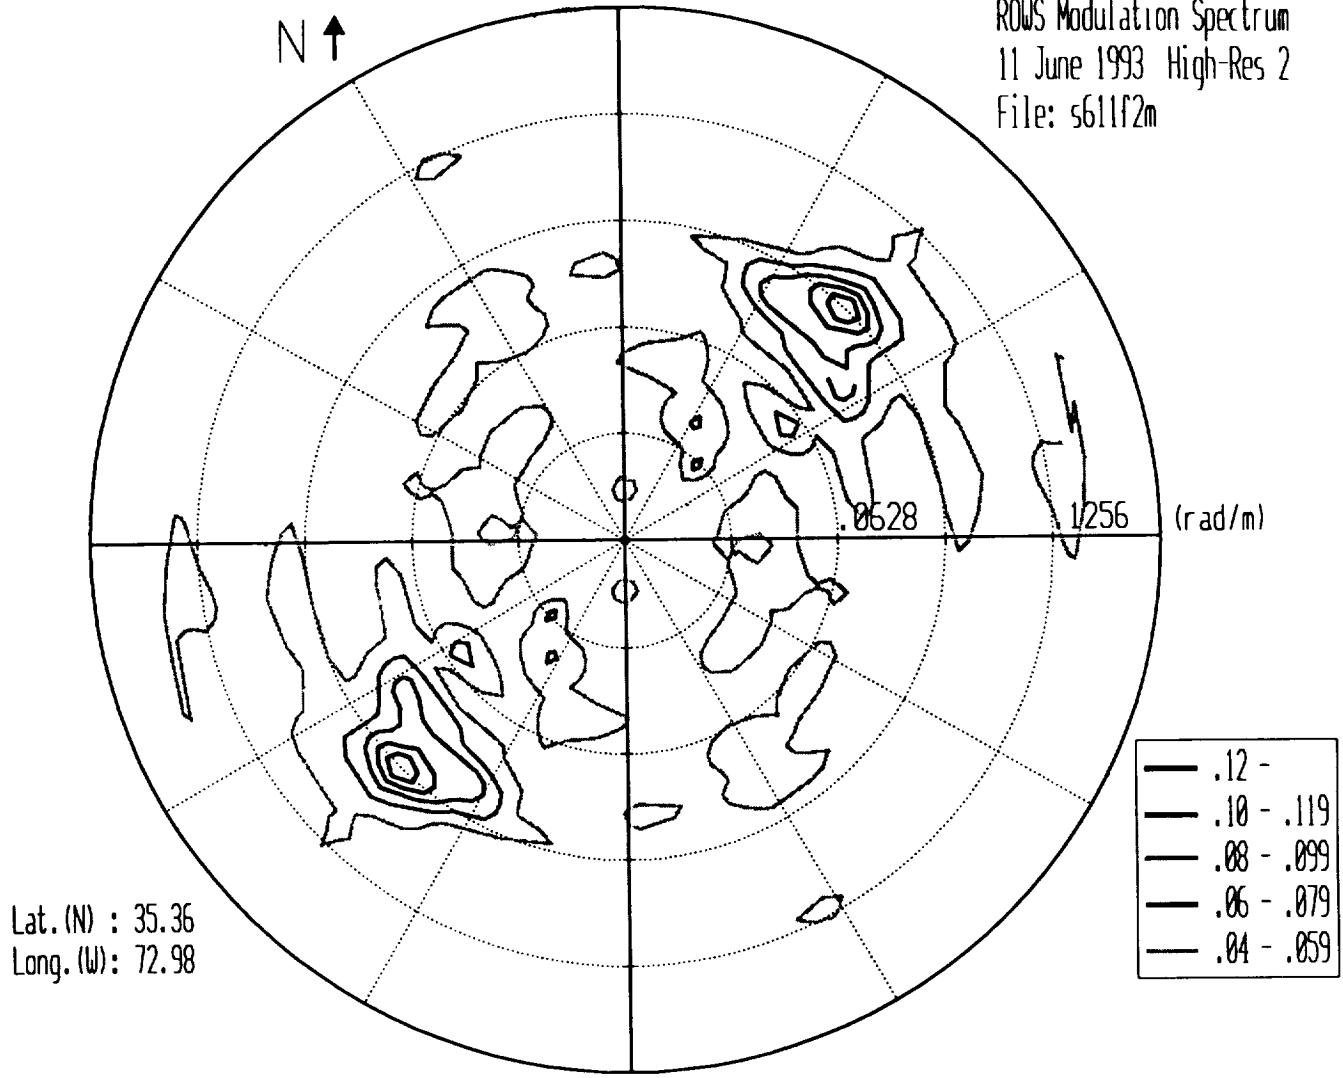 N
ROWS Modulation Spectrum
11 June 1993 High-Res 2
File: s611f2m
.0628
.1256
(rad/m)
.12 -
.10 - .119
.08 - .099
.06 - .079
.04 - .059
Lat.(N) : 35.36
Long.(W): 72.98